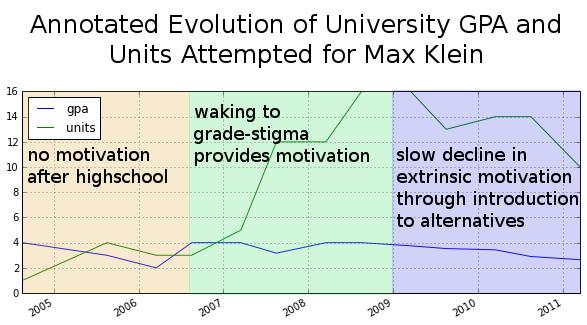 Annotated Evolution of University GPA and
Units Attempted for Max Klein
16
14
12
10
8
6
4
2
0
gpa
units
no motivation
after highschool
waking to
grade-stigma
provides motivation
slow decline in
extrinsic motivation
through introduction
to alternatives
2005
2006
2007
2008
2009
2010
2011